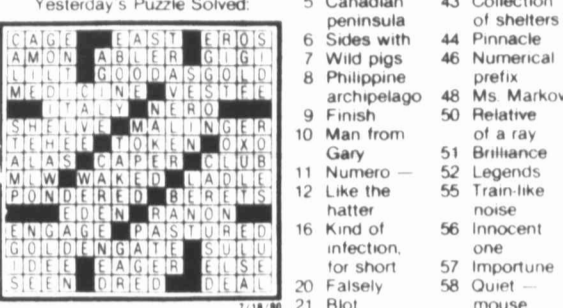 Yesterday's Puzzle Solved:
CAGE EAST EROS
AMON ABLER GIGI
LILT GOODASGOLD
MEDICINE VESTEE
ITALY NERO
SHELVE MALINGER
TEHEE TOKEN OXO
ALAS CAPER CLUB
MLW WAKED LADLE
PONDERED BERETS
EDEN RANON
ENGAGE PASTURED
GOLDENGATE SULU
IDEE EAGER ELSE
SEEN DRED DEAL
7/18/90
5 Canadian
peninsula
6 Sides with
7 Wild pigs
8 Philippine
archipelago
9 Finish
10 Man from
Gary
11 Numero —
12 Like the
hatter
16 Kind of
infection,
for short
20 Falsely
21 Blot
43 Collection
of shelters
44 Pinnacle
46 Numerical
prefix
48 Ms. Markov
50 Relative
of a ray
51 Brilliance
52 Legends
55 Train-like
noise
56 Innocent
one
57 Importune
58 Quiet —
mouse